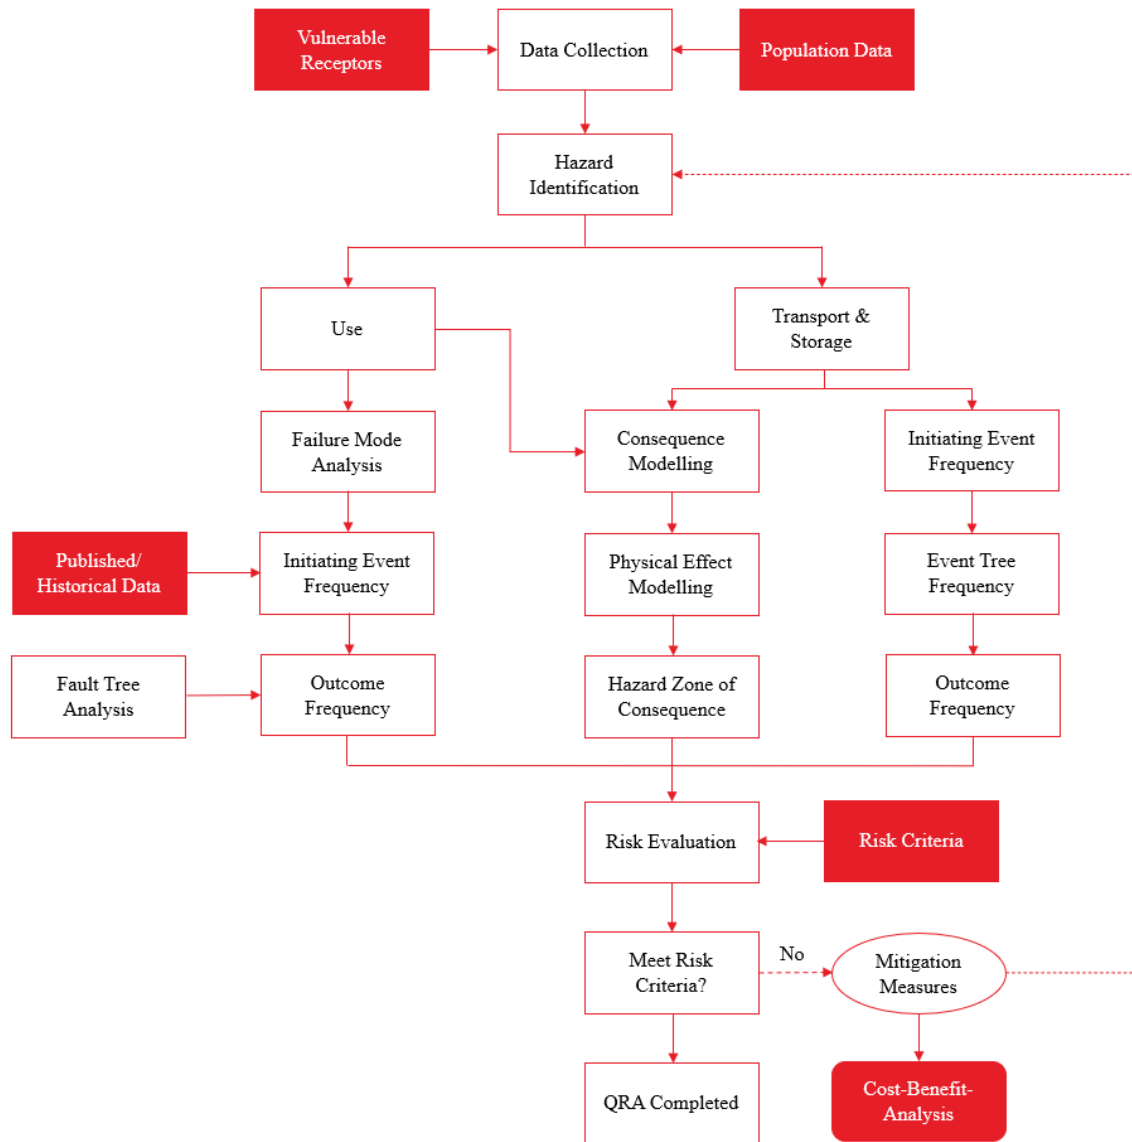 Vulnerable
Receptors
Data Collection
Population Data
Hazard
Identification
Use
Transport &
Storage
Failure Mode
Analysis
Consequence
Modelling
Initiating Event
Frequency
Published/
Historical Data
Initiating Event
Frequency
Physical Effect
Modelling
Event Tree
Frequency
Fault Tree
Analysis
Outcome
Frequency
Hazard Zone of
Consequence
Outcome
Frequency
Risk Evaluation
Risk Criteria
Meet Risk
Criteria?
No
Mitigation
Measures
QRA Completed
Cost-Benefit-
Analysis